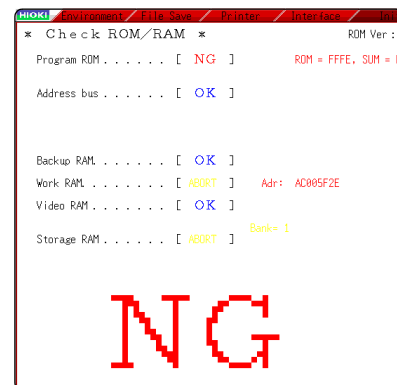 HIOKI Environment File Save Printer Interface
* Check ROM/RAM * ROM Ver :
Program ROM...... [ NG ] ROM = FFFE, SUM =
Address bus...... [ OK ]
Backup RAM....... [ OK ]
Work RAM......... [ ABORT ] Adr: AC005F2E
Video RAM........ [ OK ]
Bank= 1
Storage RAM...... [ ABORT ]
NG